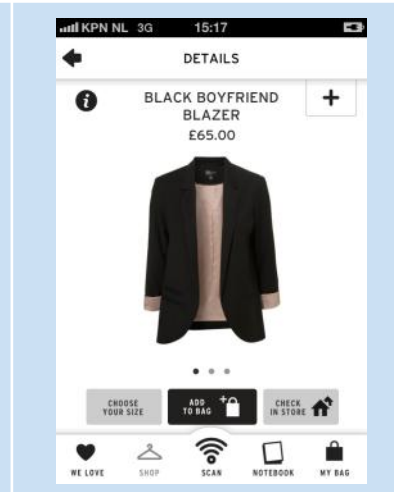 KPN NL 3G 15:17
DETAILS
BLACK BOYFRIEND
BLAZER
£65.00
CHOOSE
YOUR SIZE
ADD
TO BAG
CHECK
IN STORE
WE LOVE SHOP SCAN NOTEBOOK MY BAG